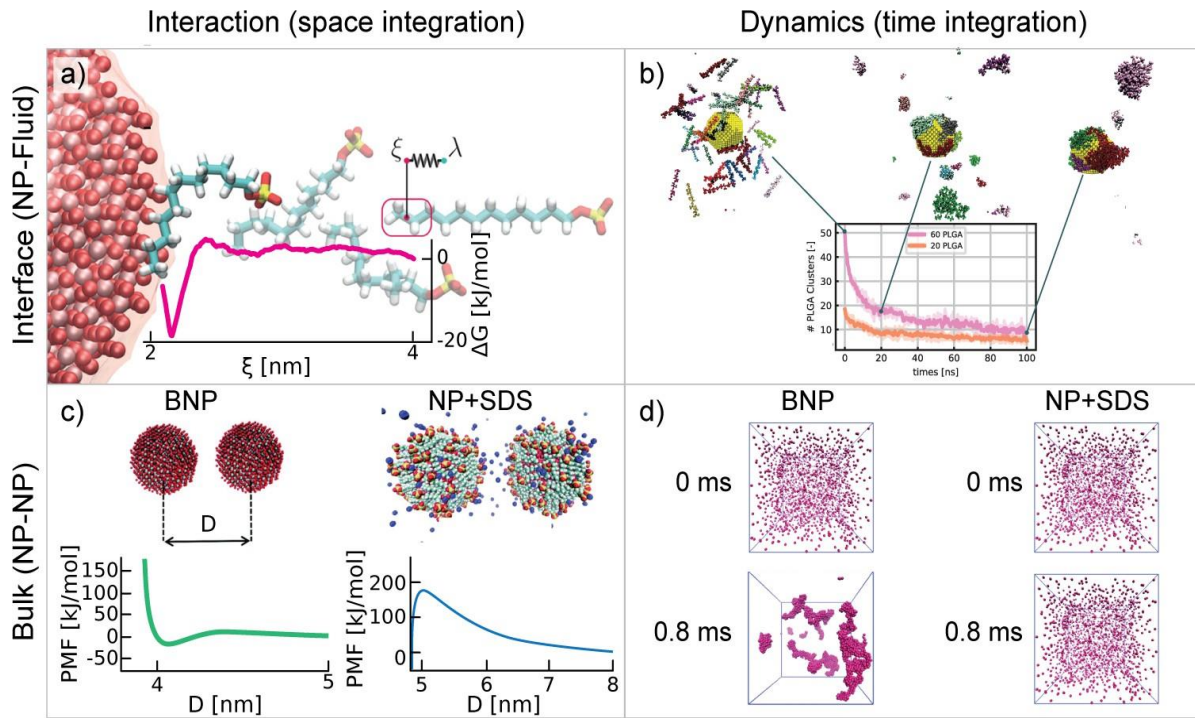 Interaction (space integration)
Dynamics (time integration)
Interface (NP-Fluid)
a)
ξ
λ
0
-20
ΔG [kJ/mol]
2
4
ξ [nm]
b)
50
40
30
20
10
# PLGA Clusters [-]
60 PLGA
20 PLGA
0
20
40
60
80
100
times [ns]
Bulk (NP-NP)
c)
BNP
NP+SDS
D
150
100
50
0
-50
PMF [kJ/mol]
4
5
D [nm]
200
100
0
PMF [kJ/mol]
5
6
7
8
D [nm]
d)
BNP
NP+SDS
0 ms
0 ms
0.8 ms
0.8 ms